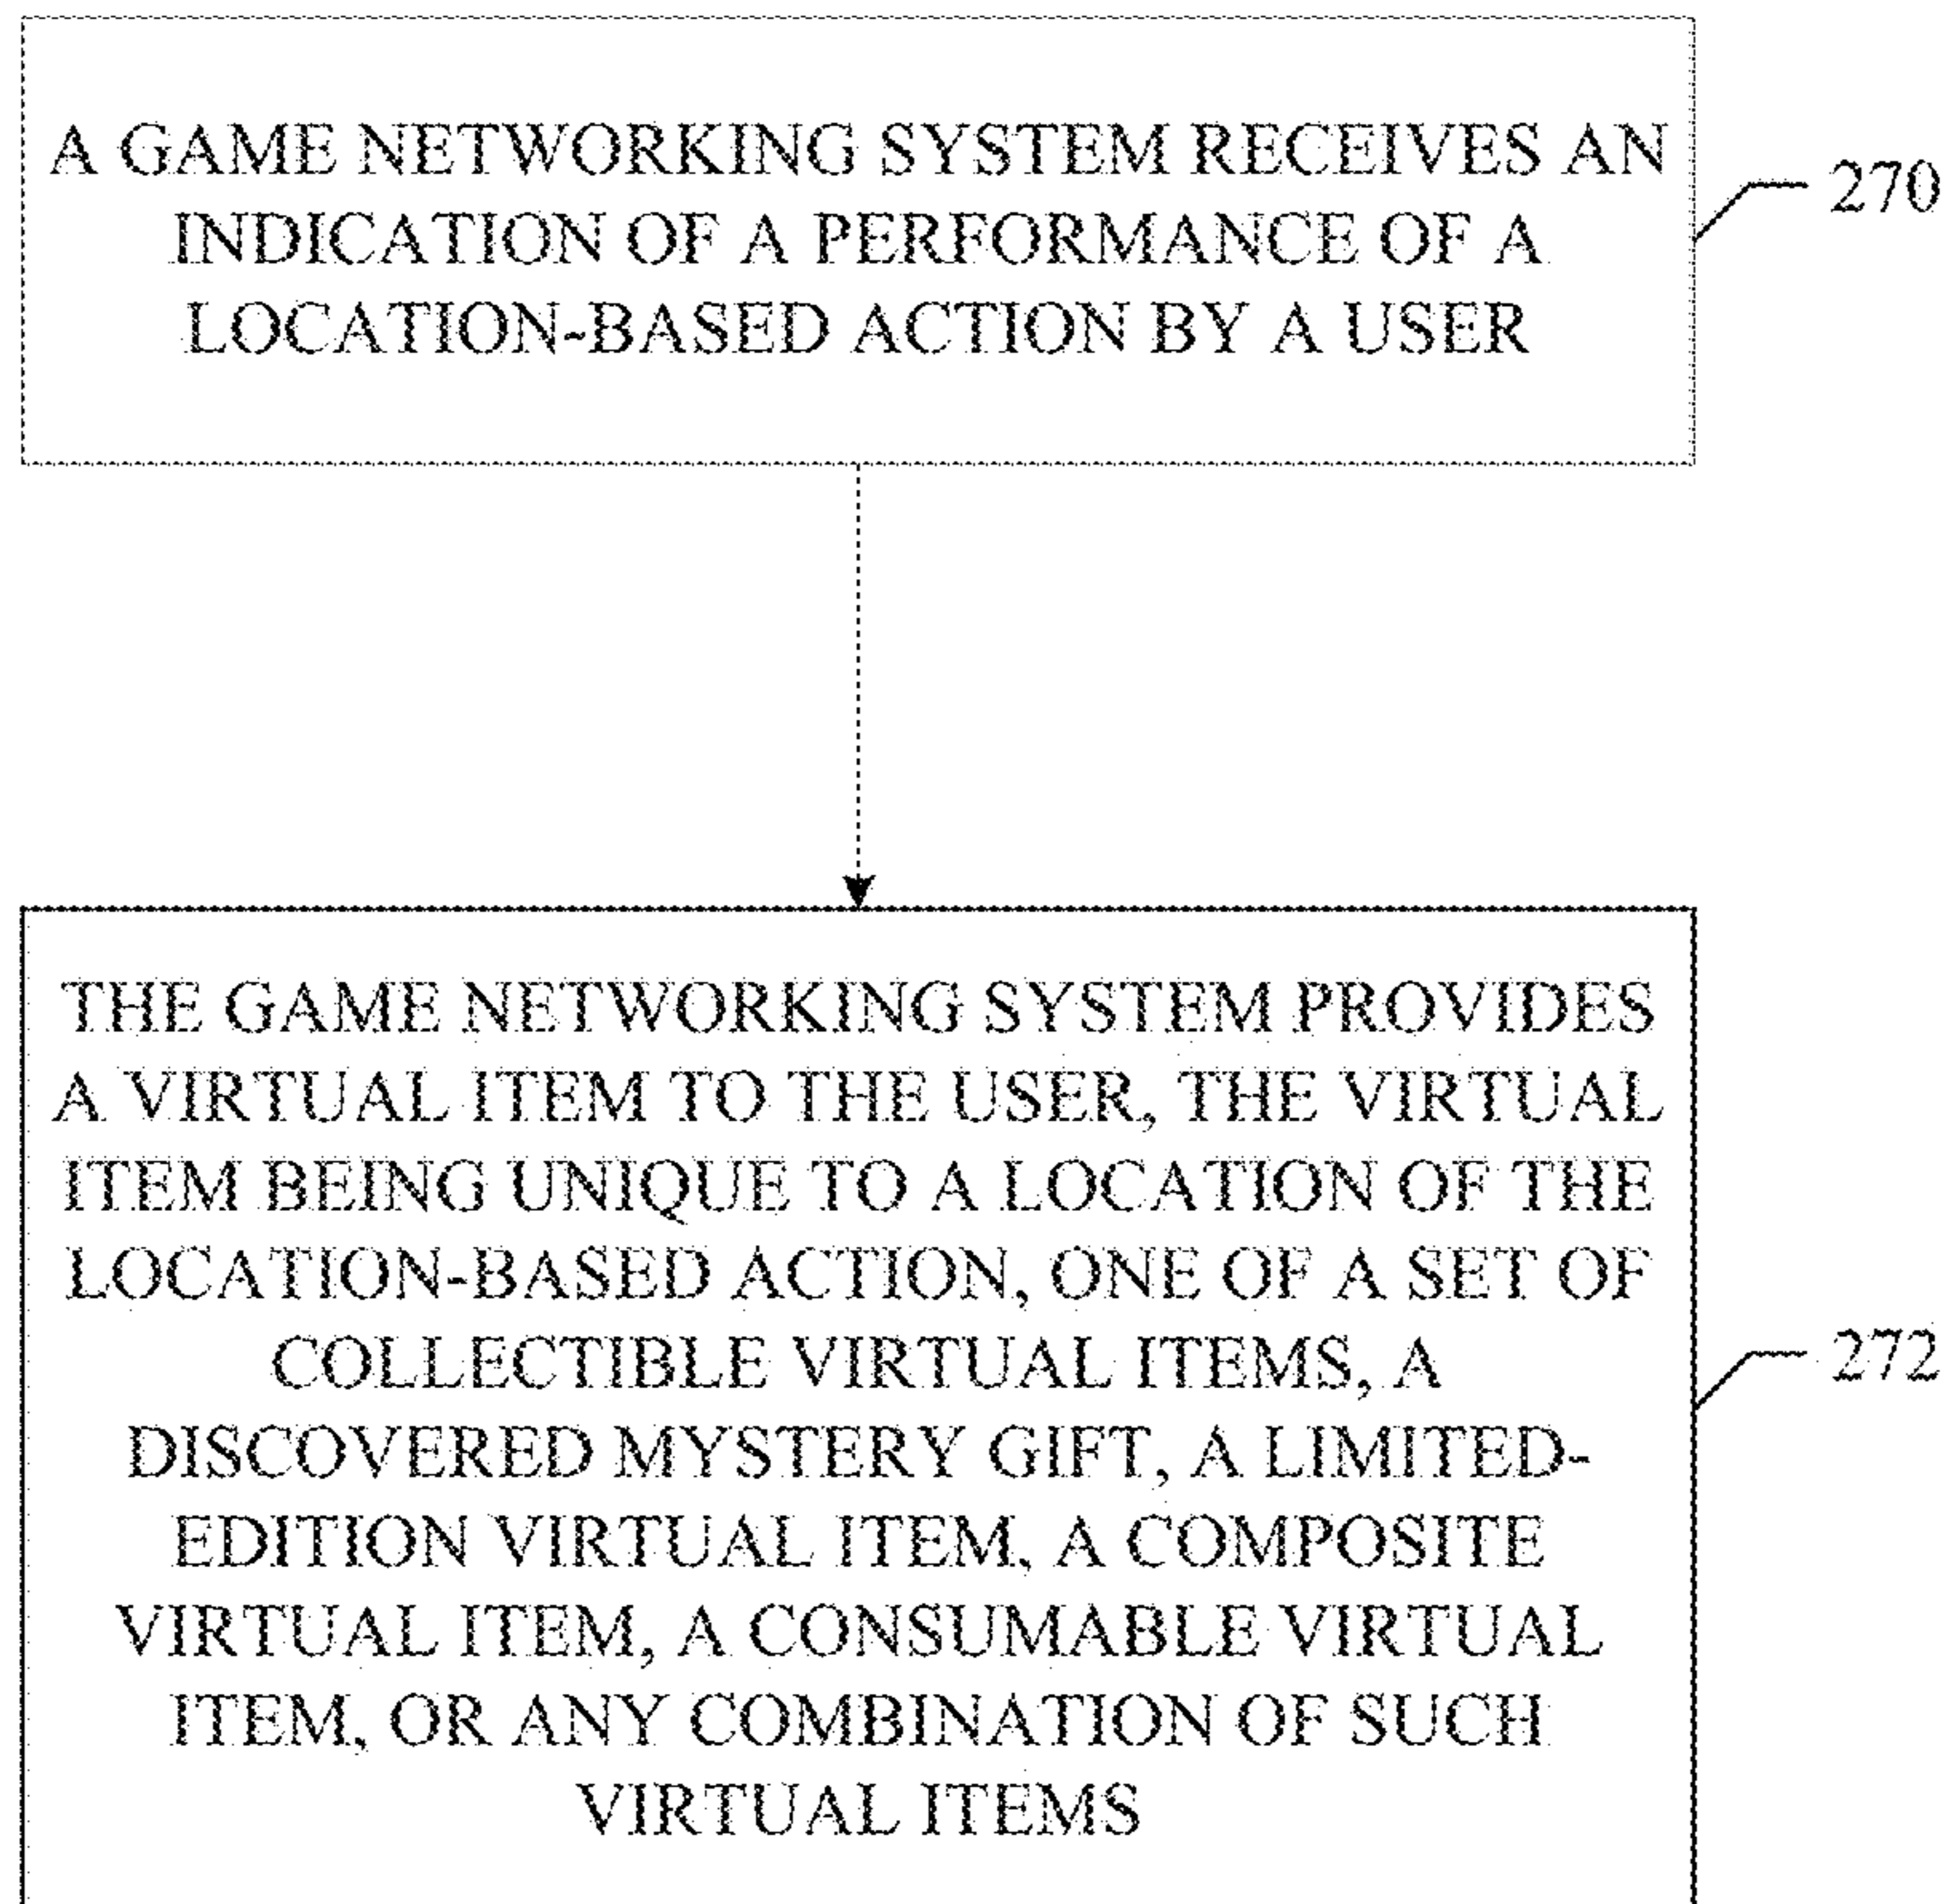 A GAME NETWORKING SYSTEM RECEIVES AN
INDICATION OF A PERFORMANCE OF A
LOCATION-BASED ACTION BY A USER
270
THE GAME NETWORKING SYSTEM PROVIDES
A VIRTUAL ITEM TO THE USER, THE VIRTUAL
ITEM BEING UNIQUE TO A LOCATION OF THE
LOCATION-BASED ACTION, ONE OF A SET OF
COLLECTIBLE VIRTUAL ITEMS, A
DISCOVERED MYSTERY GIFT, A LIMITED-
EDITION VIRTUAL ITEM, A COMPOSITE
VIRTUAL ITEM, A CONSUMABLE VIRTUAL
ITEM, OR ANY COMBINATION OF SUCH
VIRTUAL ITEMS
272